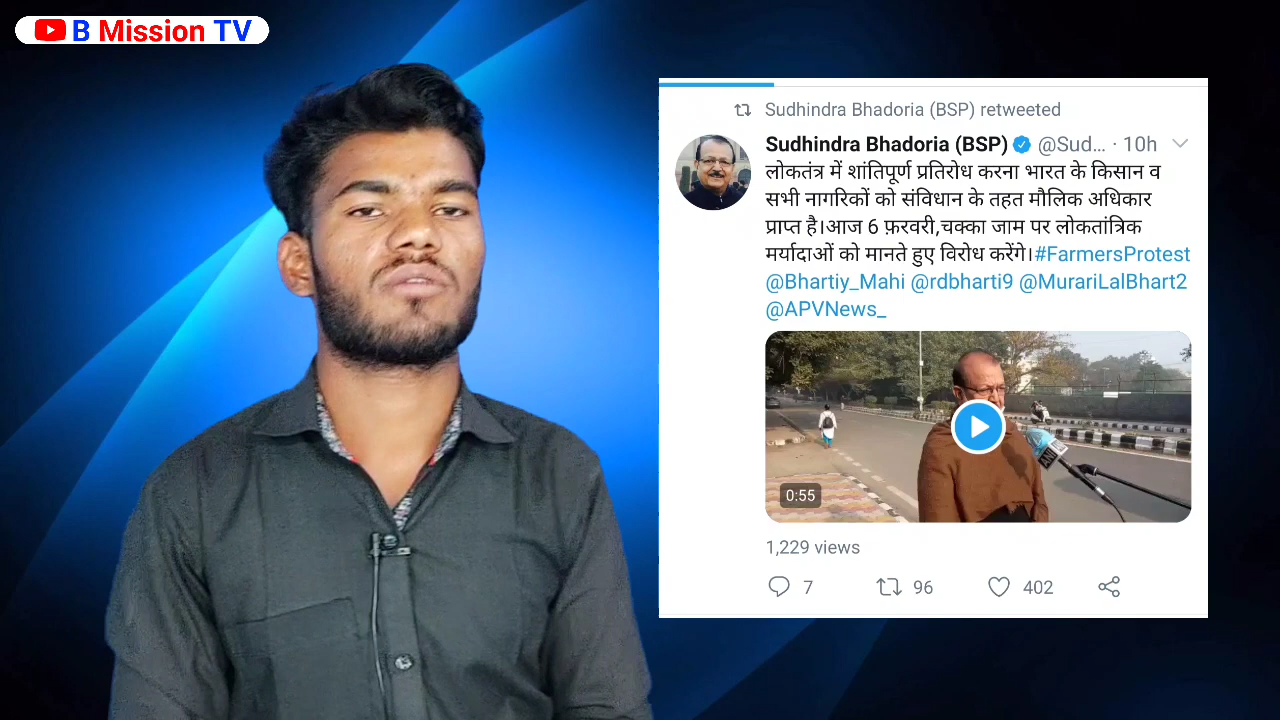 B Mission TV
Sudhindra Bhadoria (BSP) retweeted
Sudhindra Bhadoria (BSP) @Sud... · 10h
लोकतंत्र में शांतिपूर्ण प्रतिरोध करना भारत के किसान व
सभी नागरिकों को संविधान के तहत मौलिक अधिकार
प्राप्त है।आज 6 फ़रवरी,चक्का जाम पर लोकतांत्रिक
मर्यादाओं को मानते हुए विरोध करेंगे।#FarmersProtest
@Bhartiy_Mahi @rdbharti9 @MurariLalBhart2
@APVNews_
ANI
0:55
1,229 views
7 96 402